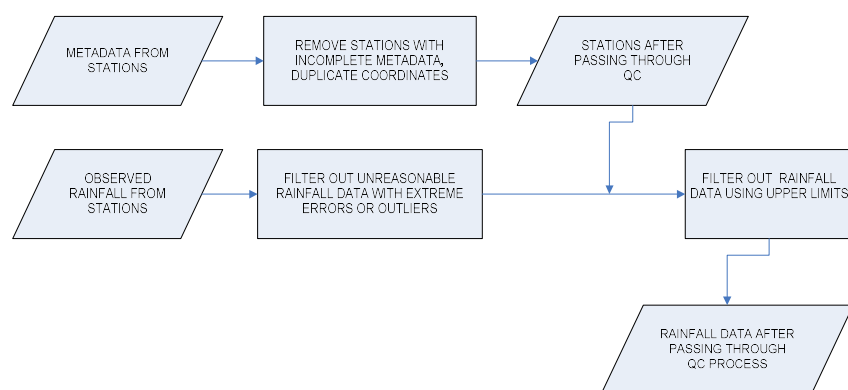 METADATA FROM
STATIONS
REMOVE STATIONS WITH
INCOMPLETE METADATA,
DUPLICATE COORDINATES
STATIONS AFTER
PASSING THROUGH
QC
OBSERVED
RAINFALL FROM
STATIONS
FILTER OUT UNREASONABLE
RAINFALL DATA WITH EXTREME
ERRORS OR OUTLIERS
FILTER OUT RAINFALL
DATA USING UPPER LIMITS
RAINFALL DATA AFTER
PASSING THROUGH
QC PROCESS